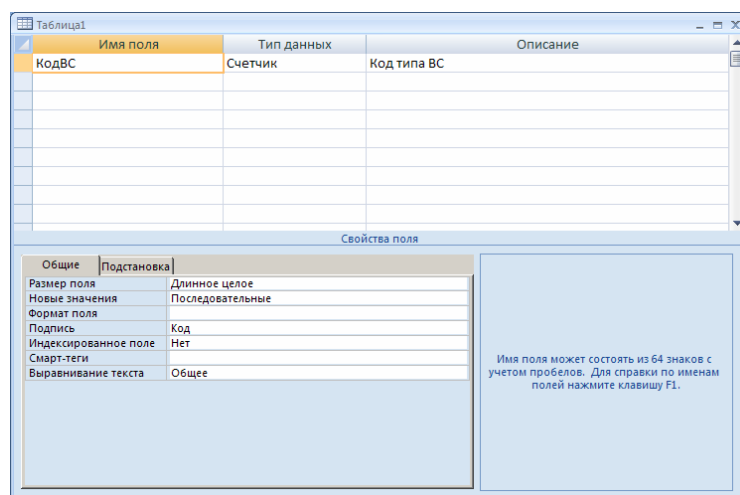 Таблица1
Имя поля Тип данных Описание
КодВС Счетчик Код типа ВС
Свойства поля
Общие Подстановка
Размер поля Длинное целое
Новые значения Последовательные
Формат поля
Подпись Код
Индексированное поле Нет
Смарт-теги
Выравнивание текста Общее
Имя поля может состоять из 64 знаков с
учетом пробелов. Для справки по именам
полей нажмите клавишу F1.